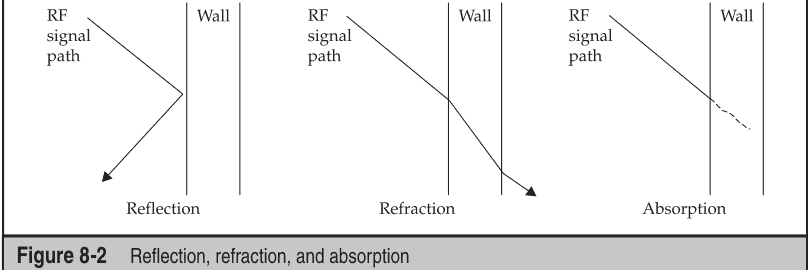 RF
signal
path
Wall
Reflection
RF
signal
path
Wall
Refraction
RF
signal
path
Wall
Absorption
Figure 8-2 Reflection, refraction, and absorption